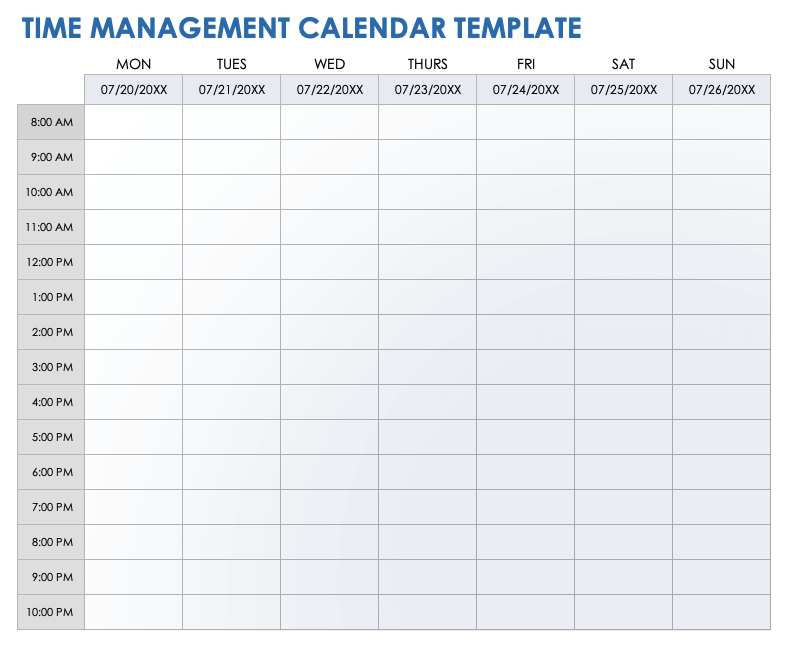 TIME MANAGEMENT CALENDAR TEMPLATE
MON TUES WED THURS FRI SAT SUN
07/20/20XX 07/21/20XX 07/22/20XX 07/23/20XX 07/24/20XX 07/25/20XX 07/26/20XX
8:00 AM
9:00 AM
10:00 AM
11:00 AM
12:00 PM
1:00 PM
2:00 PM
3:00 PM
4:00 PM
5:00 PM
6:00 PM
7:00 PM
8:00 PM
9:00 PM
10:00 PM